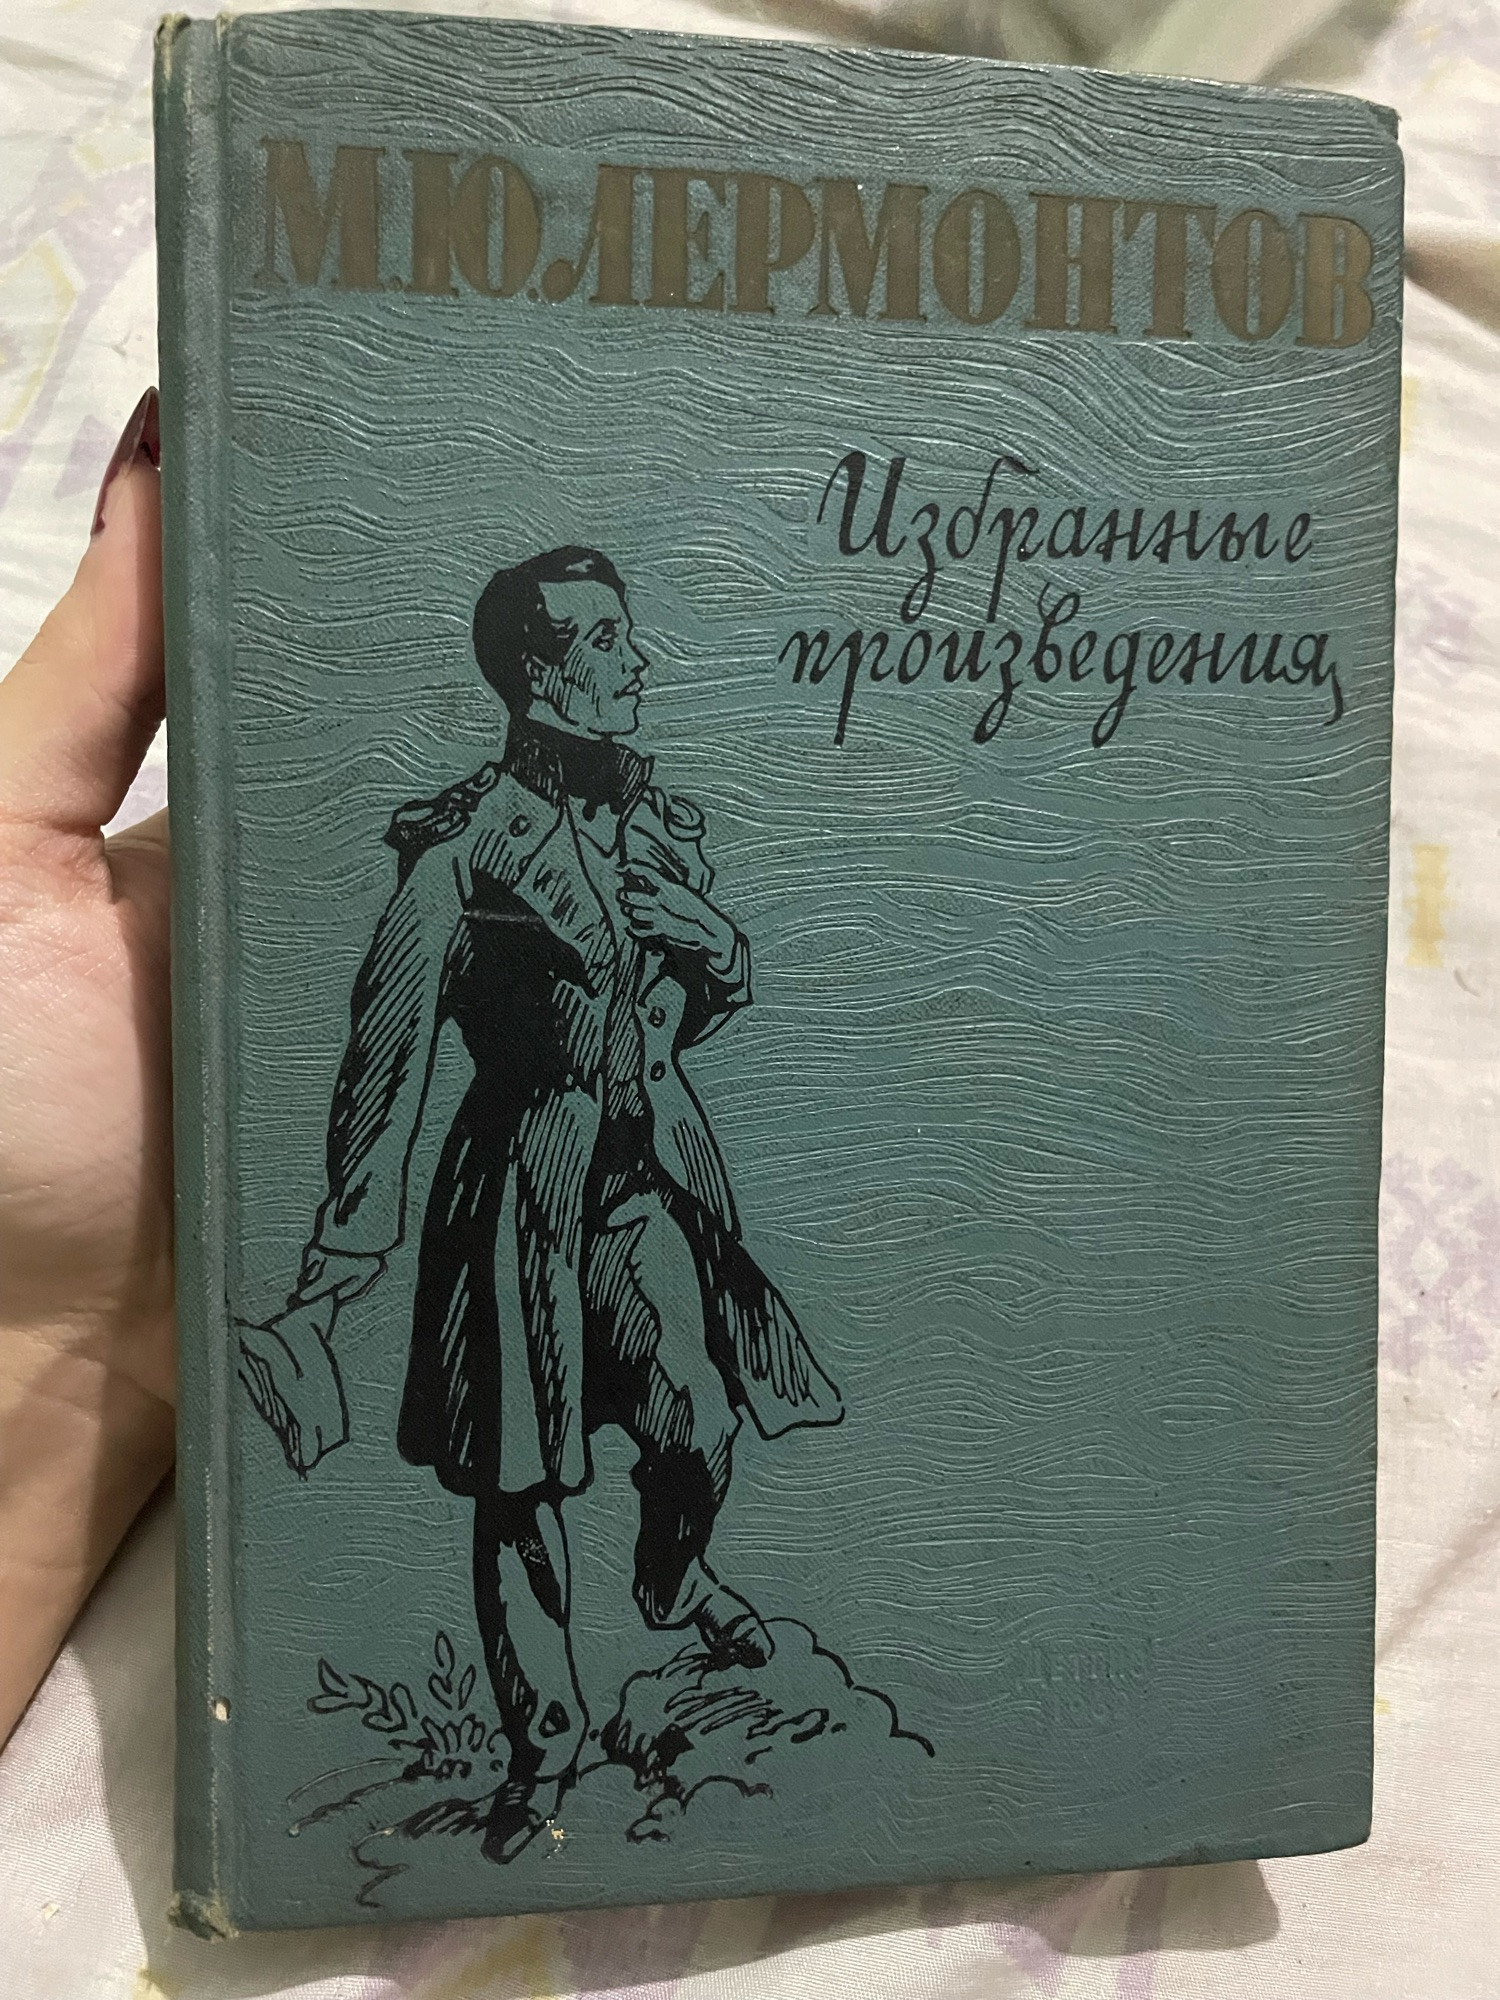 М.Ю.ЛЕРМОНТОВ
Избранные
произведения